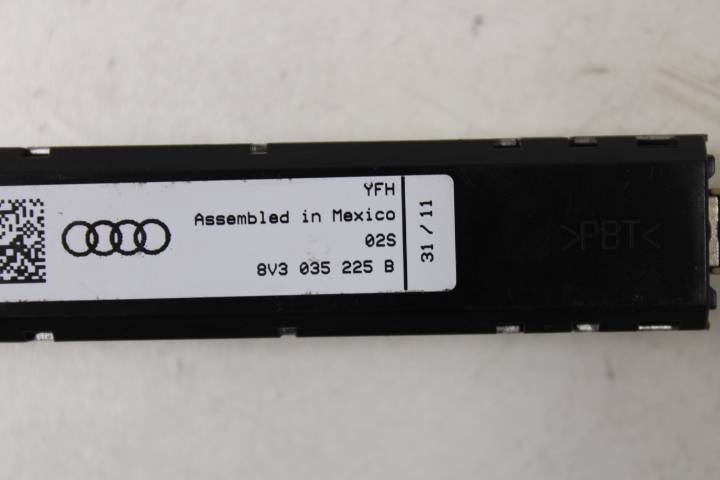 YFH
Assembled in Mexico
02S
8V3 035 225 B
31 / 11
>PBT<